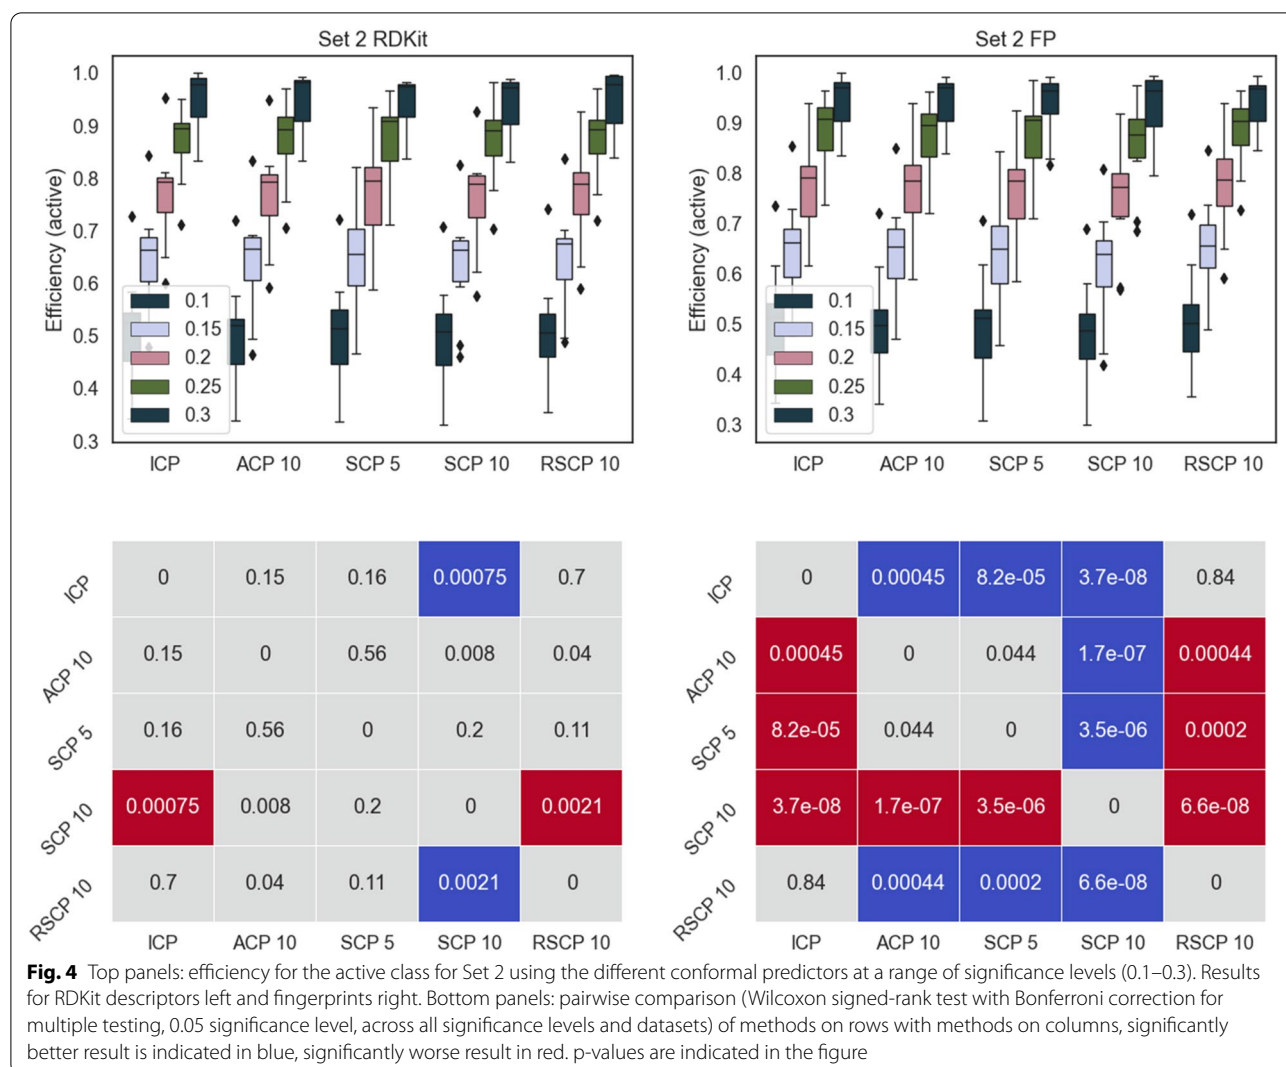 Set 2 RDKit
Efficiency (active)
1.0
0.9
0.8
0.7
0.6
0.5
0.4
0.3
0.1
0.15
0.2
0.25
0.3
ICP ACP 10 SCP 5 SCP 10 RSCP 10
Set 2 FP
Efficiency (active)
1.0
0.9
0.8
0.7
0.6
0.5
0.4
0.3
0.1
0.15
0.2
0.25
0.3
ICP ACP 10 SCP 5 SCP 10 RSCP 10
ICP 0 0.15 0.16 0.00075 0.7
ACP 10 0.15 0 0.56 0.008 0.04
SCP 5 0.16 0.56 0 0.2 0.11
SCP 10 0.00075 0.008 0.2 0 0.0021
RSCP 10 0.7 0.04 0.11 0.0021 0
ICP ACP 10 SCP 5 SCP 10 RSCP 10
ICP 0 0.00045 8.2e-05 3.7e-08 0.84
ACP 10 0.00045 0 0.044 1.7e-07 0.00044
SCP 5 8.2e-05 0.044 0 3.5e-06 0.0002
SCP 10 3.7e-08 1.7e-07 3.5e-06 0 6.6e-08
RSCP 10 0.84 0.00044 0.0002 6.6e-08 0
ICP ACP 10 SCP 5 SCP 10 RSCP 10
Fig. 4 Top panels: efficiency for the active class for Set 2 using the different conformal predictors at a range of significance levels (0.1–0.3). Results
for RDKit descriptors left and fingerprints right. Bottom panels: pairwise comparison (Wilcoxon signed-rank test with Bonferroni correction for
multiple testing, 0.05 significance level, across all significance levels and datasets) of methods on rows with methods on columns, significantly
better result is indicated in blue, significantly worse result in red. p-values are indicated in the figure